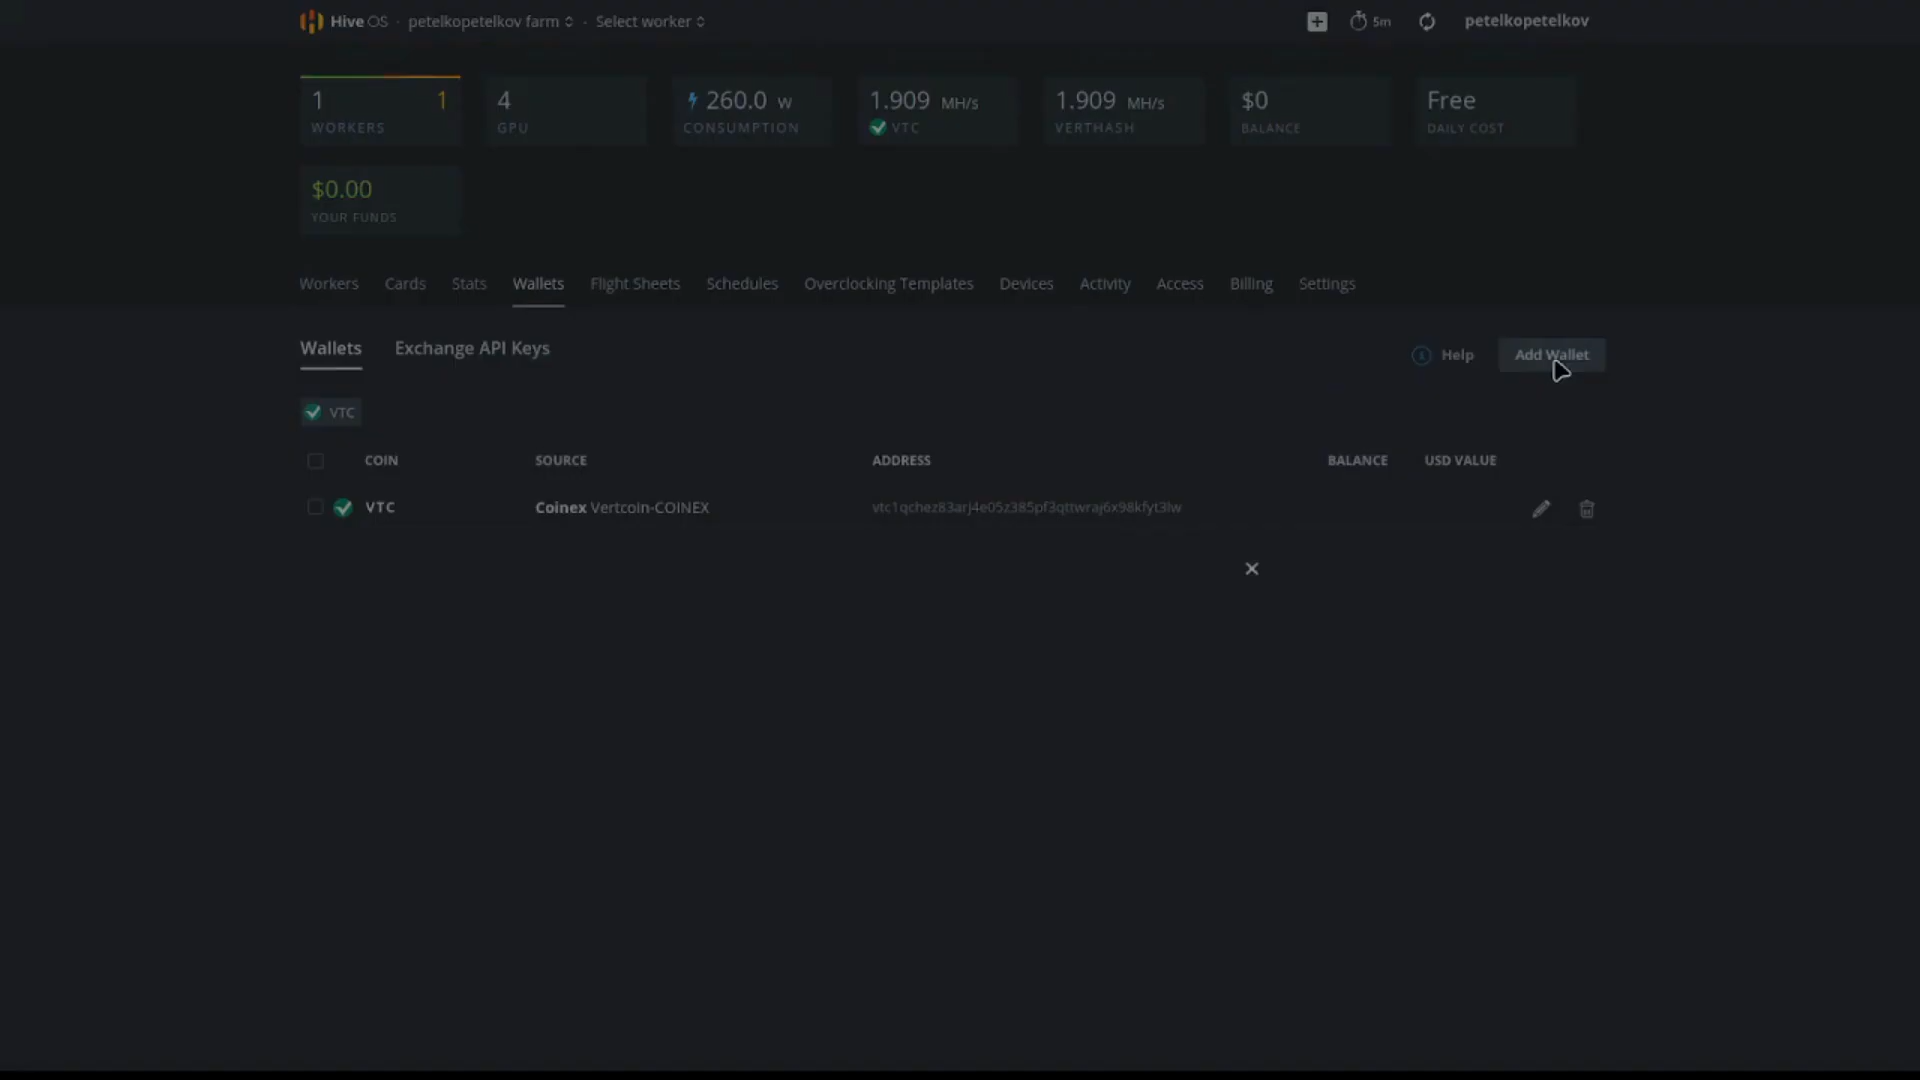 Hive OS · petelkopetelkov farm · Select worker
5m
petelkopetelkov
1 1
WORKERS
4
GPU
260.0 W
CONSUMPTION
1.909 MH/s
VTC
1.909 MH/s
VERTHASH
$0
BALANCE
Free
DAILY COST
$0.00
YOUR FUNDS
Workers Cards Stats Wallets Flight Sheets Schedules Overclocking Templates Devices Activity Access Billing Settings
Wallets Exchange API Keys
Help Add Wallet
VTC
COIN SOURCE ADDRESS BALANCE USD VALUE
VTC Coinex Vertcoin-COINEX vtc1qchez83arj4e05z385pf3qttwraj6x98kfyt3lw